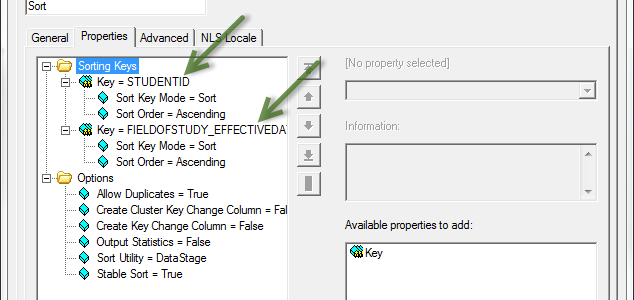 Sort
General Properties Advanced NLS Locale
Sorting Keys
Key = STUDENTID
Sort Key Mode = Sort
Sort Order = Ascending
Key = FIELDOFSTUDY_EFFECTIVEDA
Sort Key Mode = Sort
Sort Order = Ascending
Options
Allow Duplicates = True
Create Cluster Key Change Column = Fal
Create Key Change Column = False
Output Statistics = False
Sort Utility = DataStage
Stable Sort = True
[No property selected]
Information:
Available properties to add:
Key